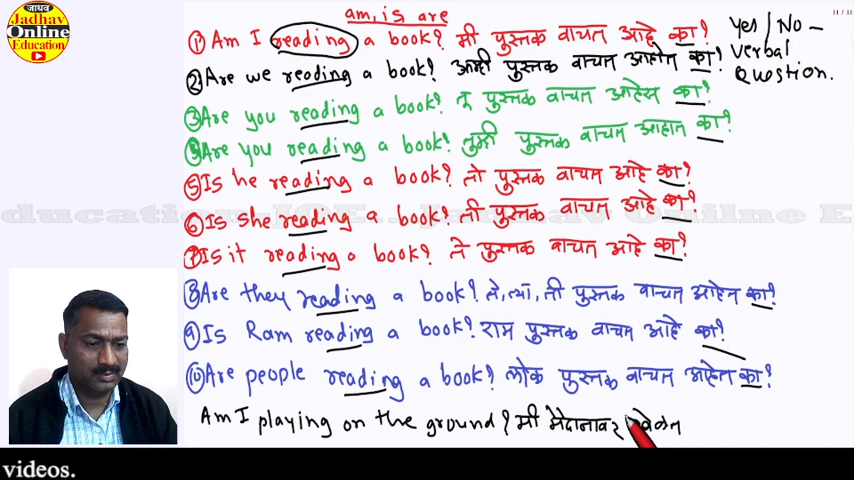 जाधव
Jadhav
Online
Education
am, is are
11 / 11
① Am I reading a book? मी पुस्तक वाचत आहे का?
Yes / No -
verbal
Question.
② Are we reading a book? आम्ही पुस्तक वाचत आहोत का?
③ Are you reading a book? तू पुस्तक वाचत आहेस का?
④ Are you reading a book? तुम्ही पुस्तक वाचत आहात का?
⑤ Is he reading a book? तो पुस्तक वाचत आहे का?
⑥ Is she reading a book? ती पुस्तक वाचत आहे का?
⑦ Is it reading a book? ते पुस्तक वाचत आहे का?
⑧ Are they reading a book? ते, त्या, ती पुस्तक वाचत आहेत का?
⑨ Is Ram reading a book? राम पुस्तक वाचत आहे का?
⑩ Are people reading a book? लोक पुस्तक वाचत आहेत का?
Am I playing on the ground? मी मैदानावर खेळत
videos.